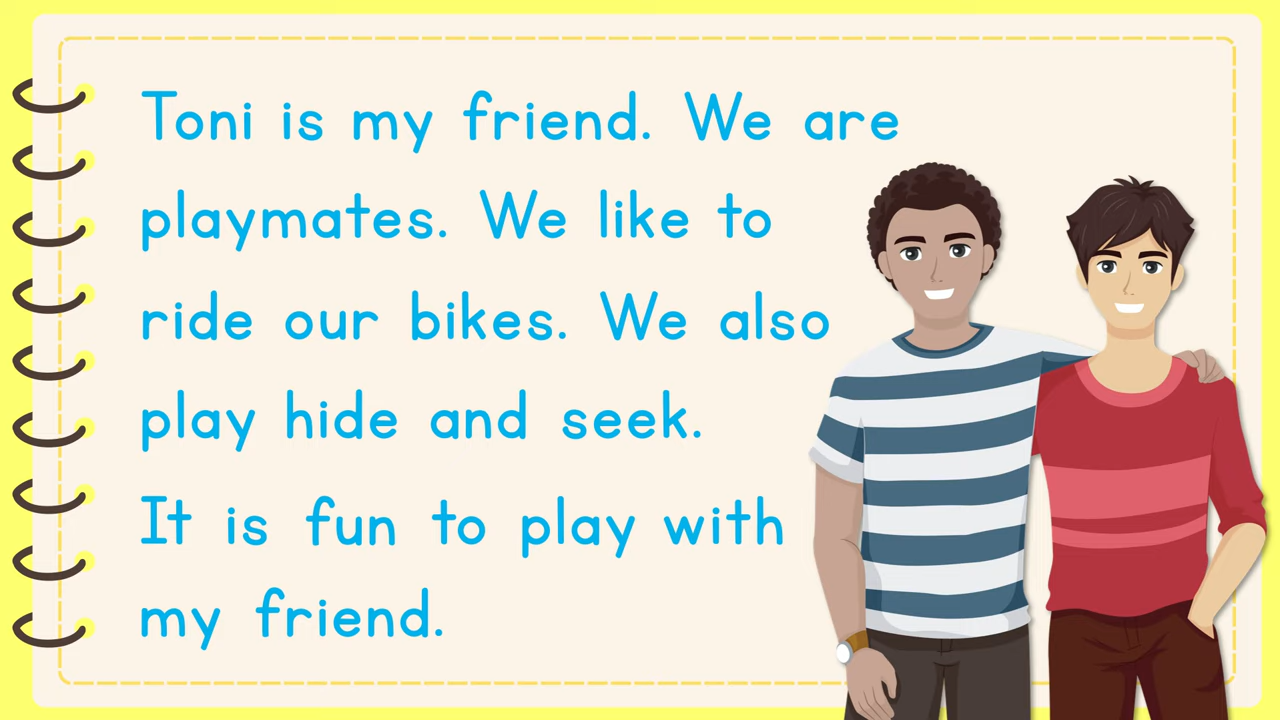 Toni is my friend. We are
playmates. We like to
ride our bikes. We also
play hide and seek.
It is fun to play with
my friend.